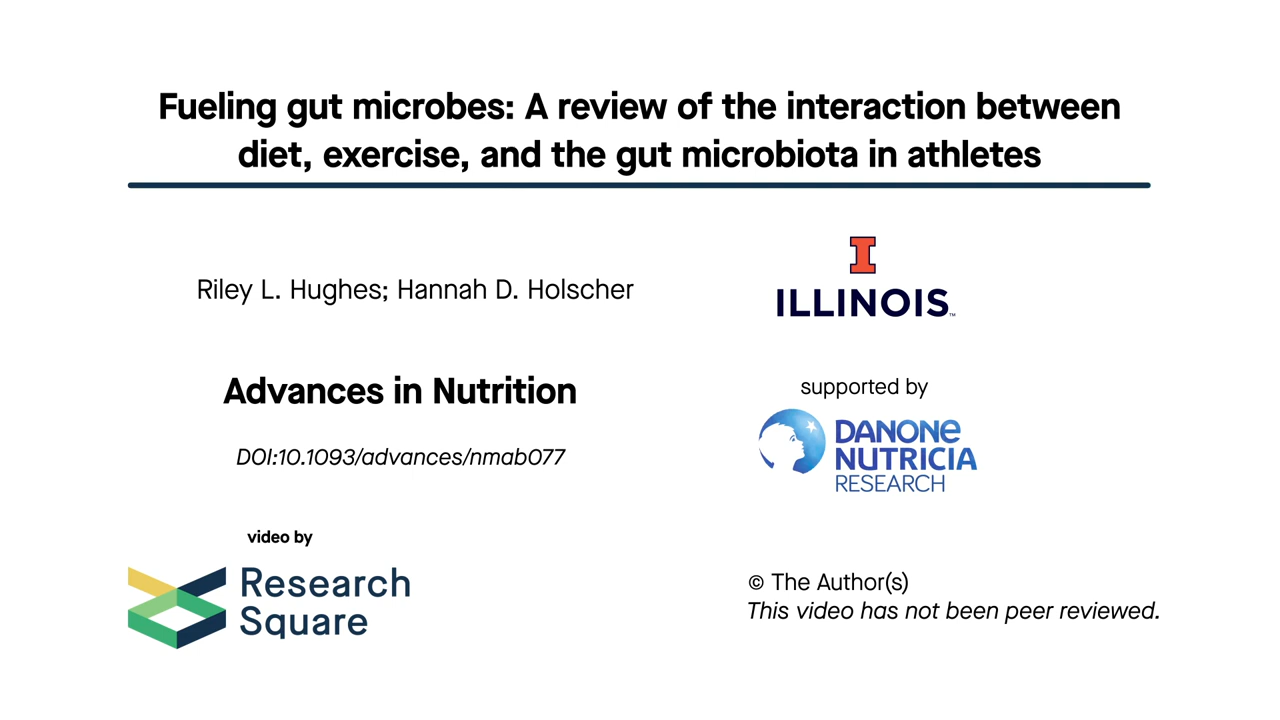 Fueling gut microbes: A review of the interaction between
diet, exercise, and the gut microbiota in athletes
Riley L. Hughes; Hannah D. Holscher
I
ILLINOIS™
Advances in Nutrition
DOI:10.1093/advances/nmab077
supported by
DANONE
NUTRICIA
RESEARCH
video by
Research
Square
© The Author(s)
This video has not been peer reviewed.